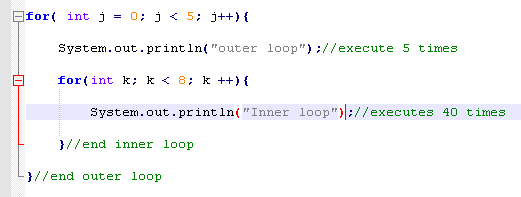 for( int j = 0; j < 5; j++){
System.out.println("outer loop");//execute 5 times
for(int k; k < 8; k ++){
System.out.println("Inner loop");//executes 40 times
}//end inner loop
}//end outer loop